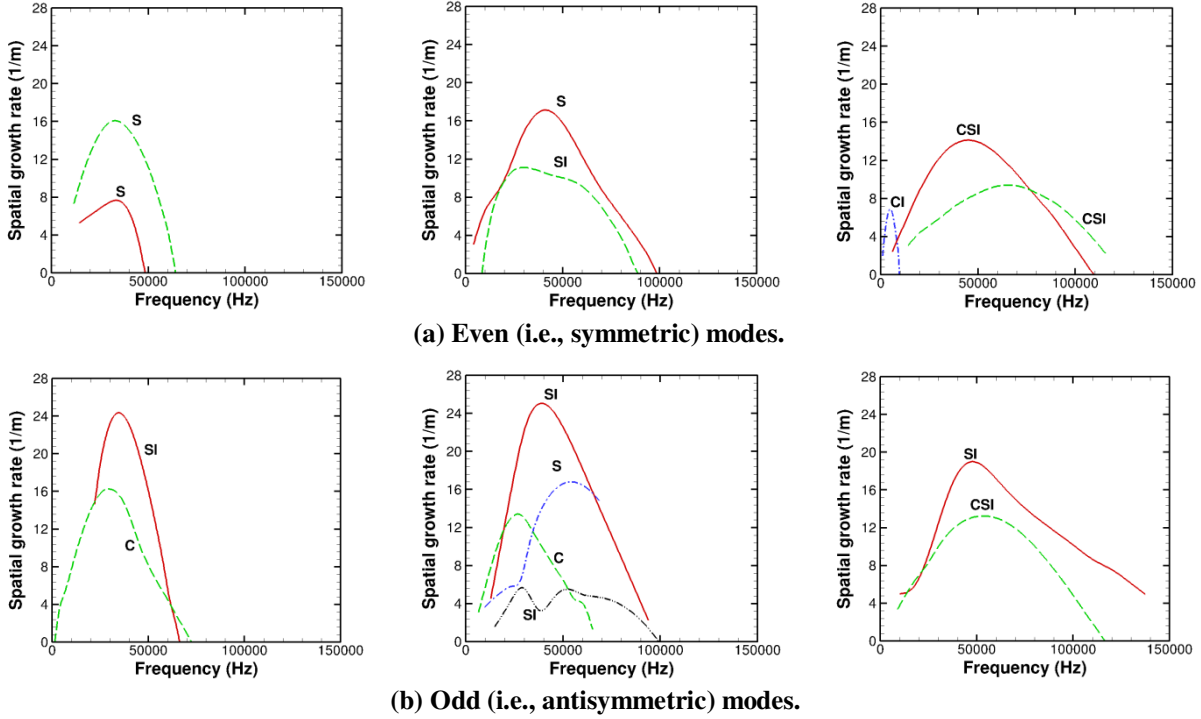 Spatial growth rate (1/m)
28
24
20
16
12
8
4
0
S
S
0
50000
100000
150000
Frequency (Hz)
Spatial growth rate (1/m)
28
24
20
16
12
8
4
0
S
SI
0
50000
100000
150000
Frequency (Hz)
Spatial growth rate (1/m)
28
24
20
16
12
8
4
0
CSI
CI
CSI
0
50000
100000
150000
Frequency (Hz)
(a) Even (i.e., symmetric) modes.
Spatial growth rate (1/m)
28
24
20
16
12
8
4
0
SI
C
0
50000
100000
150000
Frequency (Hz)
Spatial growth rate (1/m)
28
24
20
16
12
8
4
0
SI
S
C
SI
0
50000
100000
150000
Frequency (Hz)
Spatial growth rate (1/m)
28
24
20
16
12
8
4
0
SI
CSI
0
50000
100000
150000
Frequency (Hz)
(b) Odd (i.e., antisymmetric) modes.